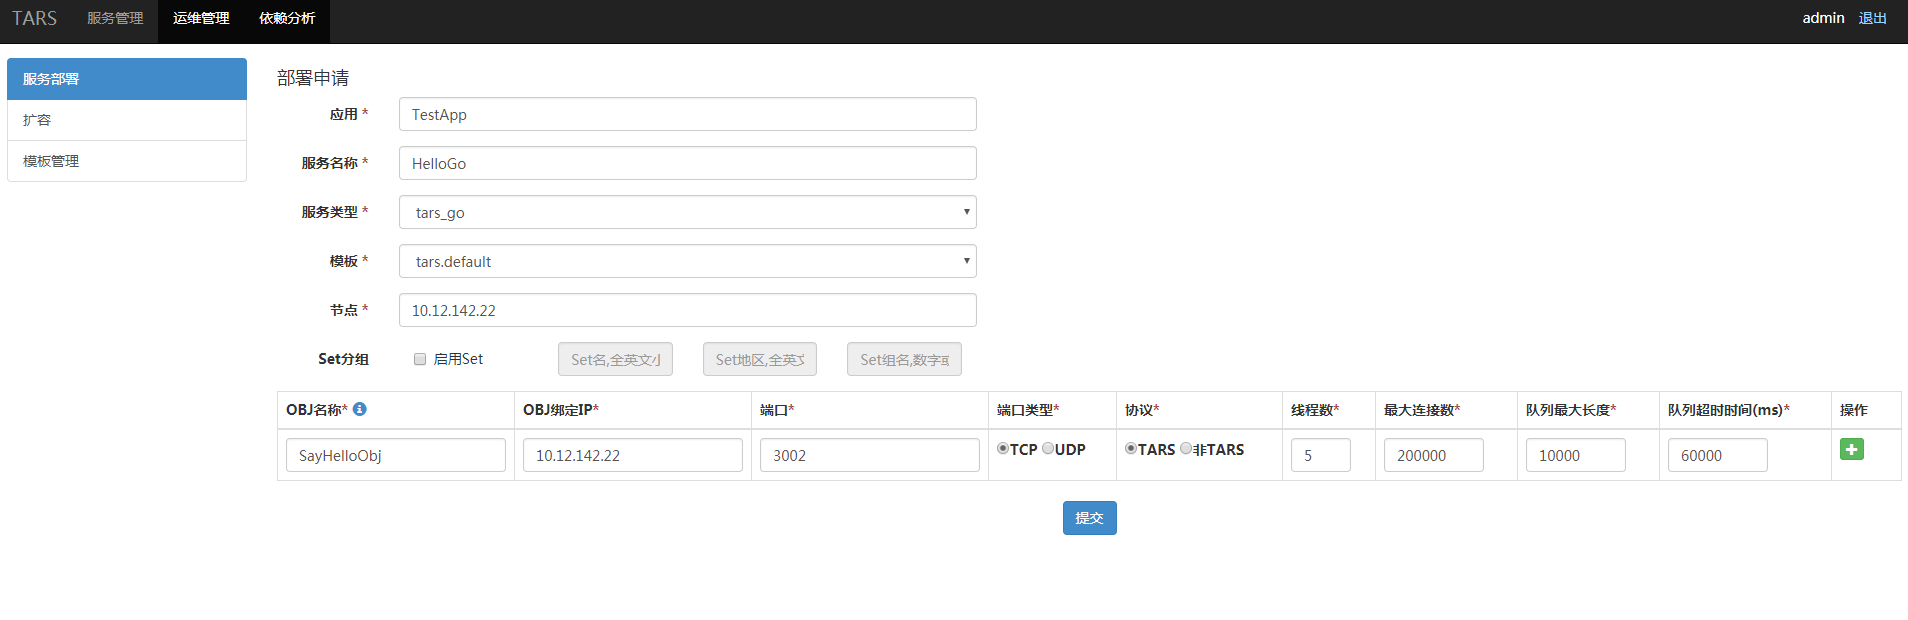 TARS 服务管理 运维管理 依赖分析 admin 退出
服务部署
扩容
模板管理
部署申请
应用 * TestApp
服务名称 * HelloGo
服务类型 * tars_go
模板 * tars.default
节点 * 10.12.142.22
Set分组 启用Set Set名,全英文小 Set地区,全英文 Set组名,数字或
OBJ名称* OBJ绑定IP* 端口* 端口类型* 协议* 线程数* 最大连接数* 队列最大长度* 队列超时时间(ms)* 操作
SayHelloObj 10.12.142.22 3002 TCP UDP TARS 非TARS 5 200000 10000 60000
提交